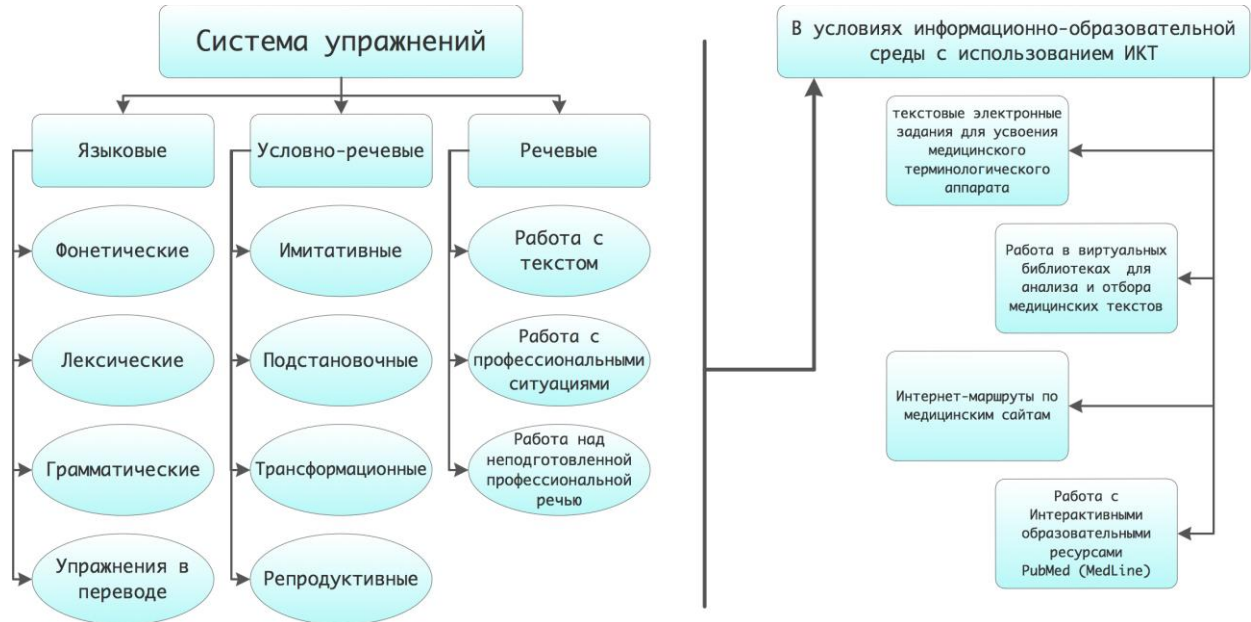 Система упражнений
Языковые
Фонетические
Лексические
Грамматические
Упражнения в
переводе
Условно-речевые
Имитативные
Подстановочные
Трансформационные
Репродуктивные
Речевые
Работа с
текстом
Работа с
профессиональными
ситуациями
Работа над
неподготовленной
профессиональной
речью
В условиях информационно-образовательной
среды с использованием ИКТ
текстовые электронные
задания для усвоения
медицинского
терминологического
аппарата
Работа в виртуальных
библиотеках для
анализа и отбора
медицинских текстов
Интернет-маршруты по
медицинским сайтам
Работа с
Интерактивными
образовательными
ресурсами
PubMed (MedLine)